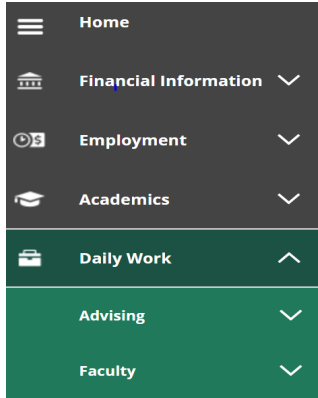 Home
Financial Information
$
Employment
Academics
Daily Work
Advising
Faculty